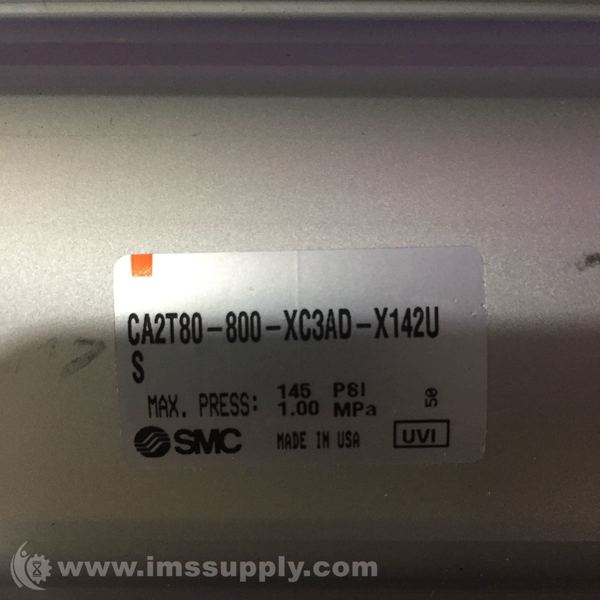 CA2T80-800-XC3AD-X142U
S
MAX. PRESS: 145 PSI
1.00 MPa
50
SMC MADE IN USA UVI
www.imssupply.com